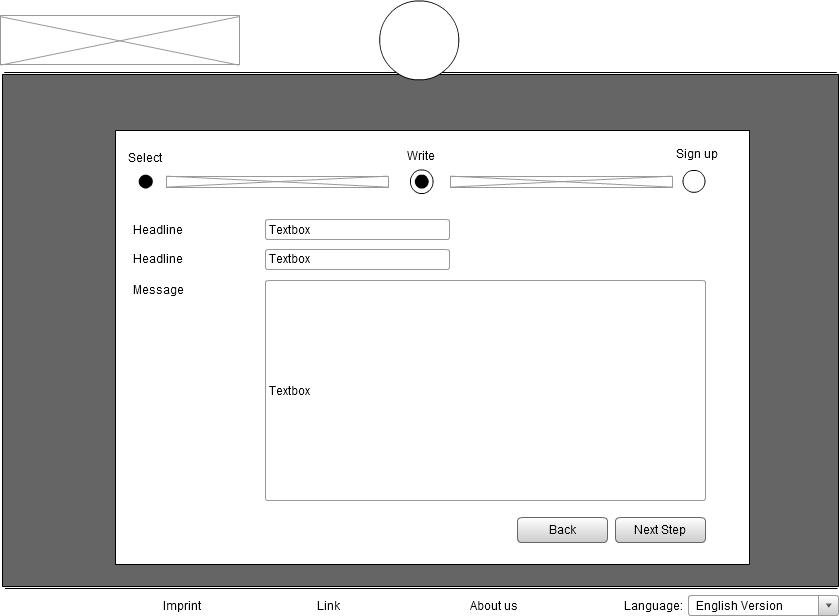 Select
Write
Sign up
Headline
Textbox
Headline
Textbox
Message
Textbox
Back
Next Step
Imprint
Link
About us
Language:
English Version